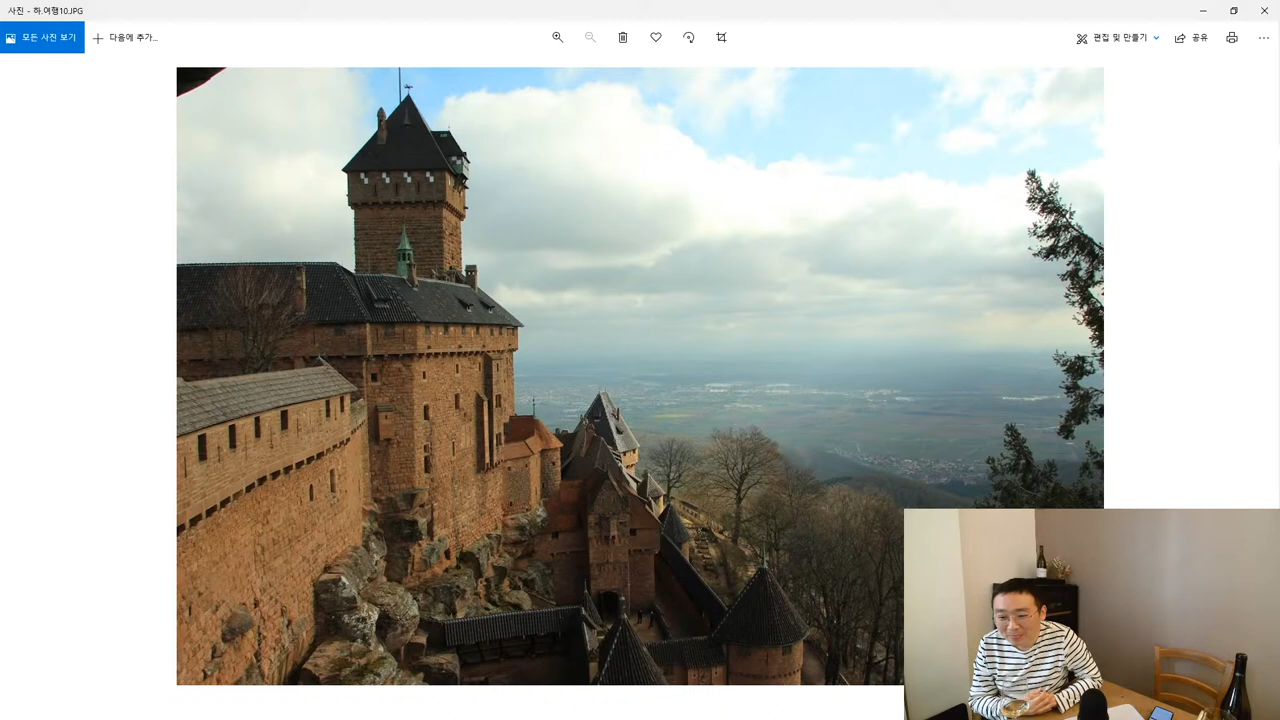 사진 - 하.여행10.JPG
모든 사진 보기
다음에 추가...
편집 및 만들기
공유